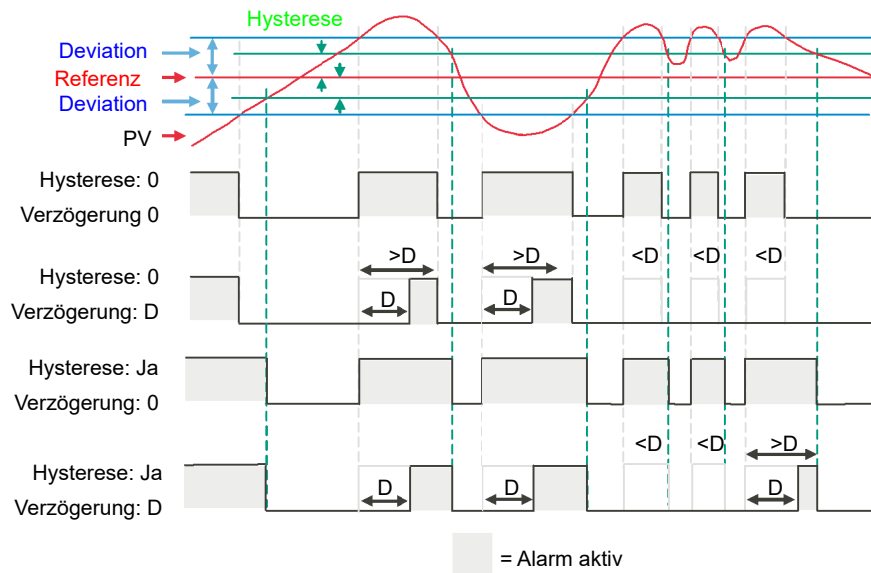 Hysterese
Deviation
Referenz
Deviation
PV
Hysterese: 0
Verzögerung 0
>D
>D
<D
<D
<D
Hysterese: 0
Verzögerung: D
D
D
Hysterese: Ja
Verzögerung: 0
<D
<D
>D
Hysterese: Ja
Verzögerung: D
D
D
D
= Alarm aktiv